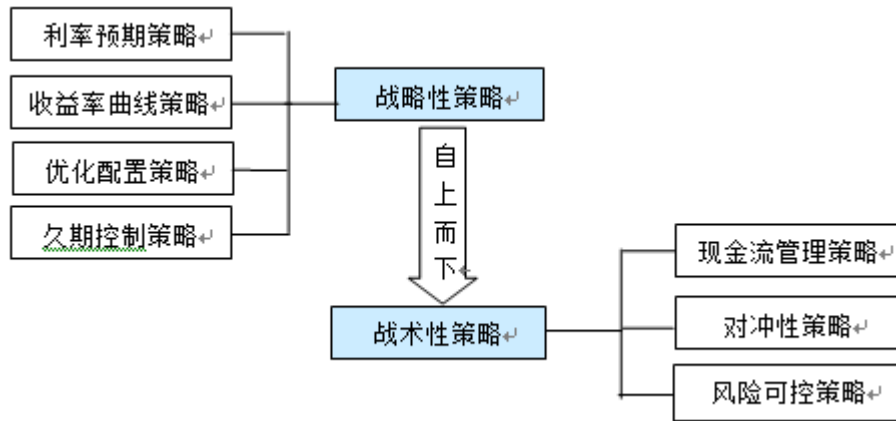 利率预期策略
收益率曲线策略
优化配置策略
久期控制策略
战略性策略
自
上
而
下
战术性策略
现金流管理策略
对冲性策略
风险可控策略